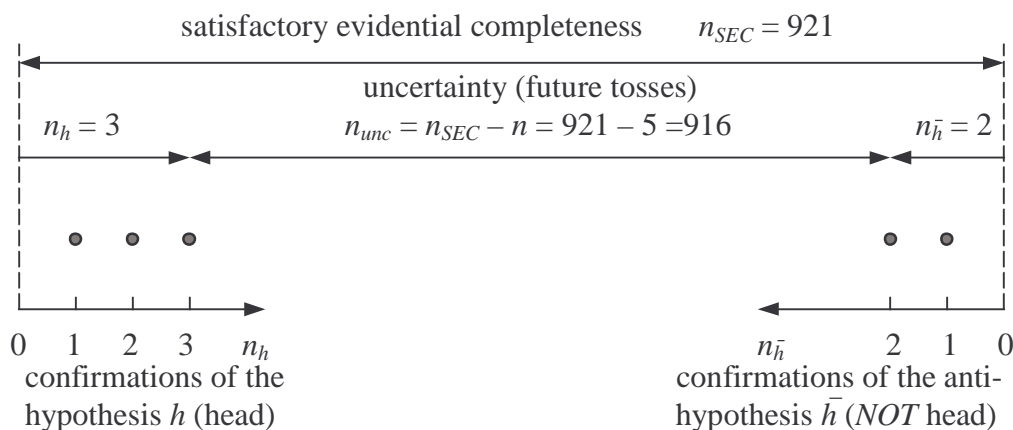 satisfactory evidential completeness n_SEC = 921
uncertainty (future tosses)
n_h = 3 n_unc = n_SEC – n = 921 – 5 =916 n_h̄ = 2
0 1 2 3 n_h n_h̄ 2 1 0
confirmations of the
hypothesis h (head)
confirmations of the anti-
hypothesis h̄ (NOT head)